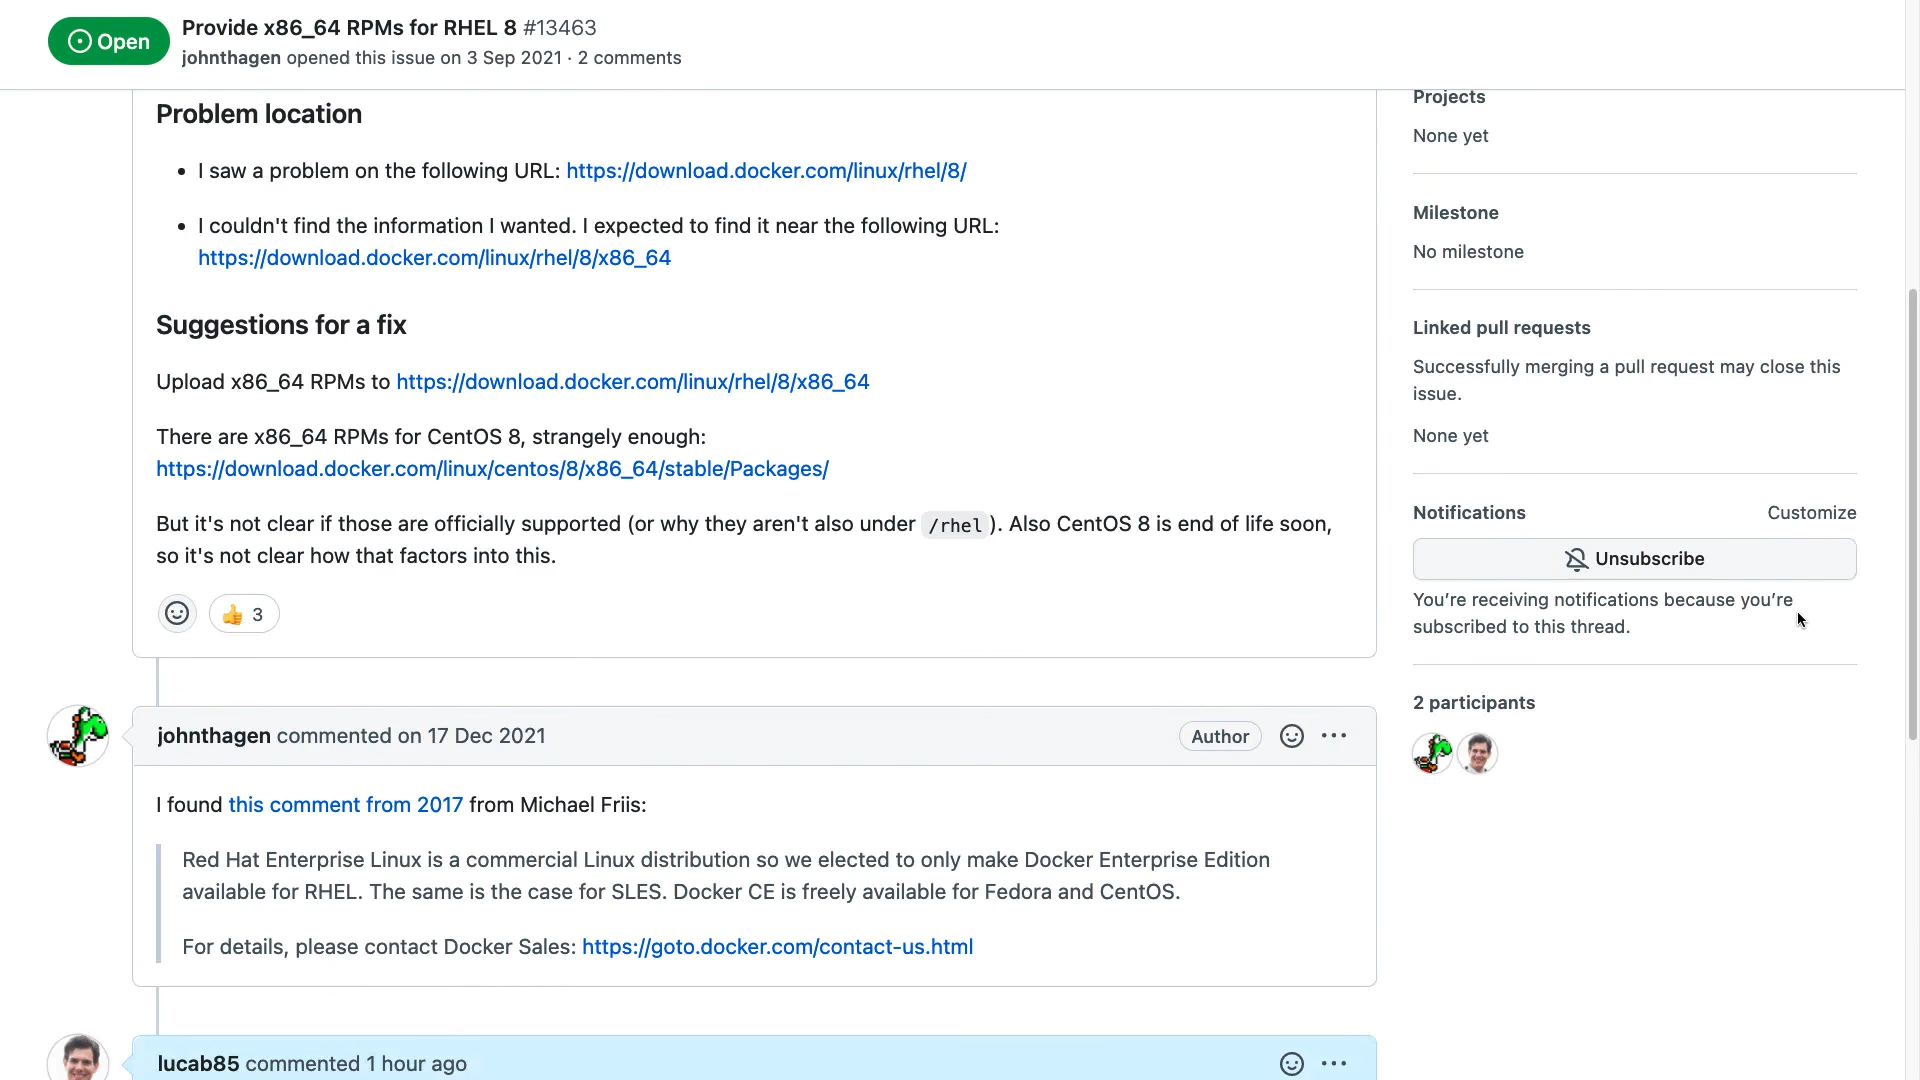 Open
Provide x86_64 RPMs for RHEL 8 #13463
johnthagen opened this issue on 3 Sep 2021 · 2 comments
Problem location
• I saw a problem on the following URL: https://download.docker.com/linux/rhel/8/
• I couldn't find the information I wanted. I expected to find it near the following URL:
https://download.docker.com/linux/rhel/8/x86_64
Suggestions for a fix
Upload x86_64 RPMs to https://download.docker.com/linux/rhel/8/x86_64
There are x86_64 RPMs for CentOS 8, strangely enough:
https://download.docker.com/linux/centos/8/x86_64/stable/Packages/
But it's not clear if those are officially supported (or why they aren't also under /rhel). Also CentOS 8 is end of life soon,
so it's not clear how that factors into this.
👍 3
johnthagen commented on 17 Dec 2021
Author
I found this comment from 2017 from Michael Friis:
Red Hat Enterprise Linux is a commercial Linux distribution so we elected to only make Docker Enterprise Edition
available for RHEL. The same is the case for SLES. Docker CE is freely available for Fedora and CentOS.
For details, please contact Docker Sales: https://goto.docker.com/contact-us.html
lucab85 commented 1 hour ago
Projects
None yet
Milestone
No milestone
Linked pull requests
Successfully merging a pull request may close this
issue.
None yet
Notifications
Customize
Unsubscribe
You're receiving notifications because you're
subscribed to this thread.
2 participants